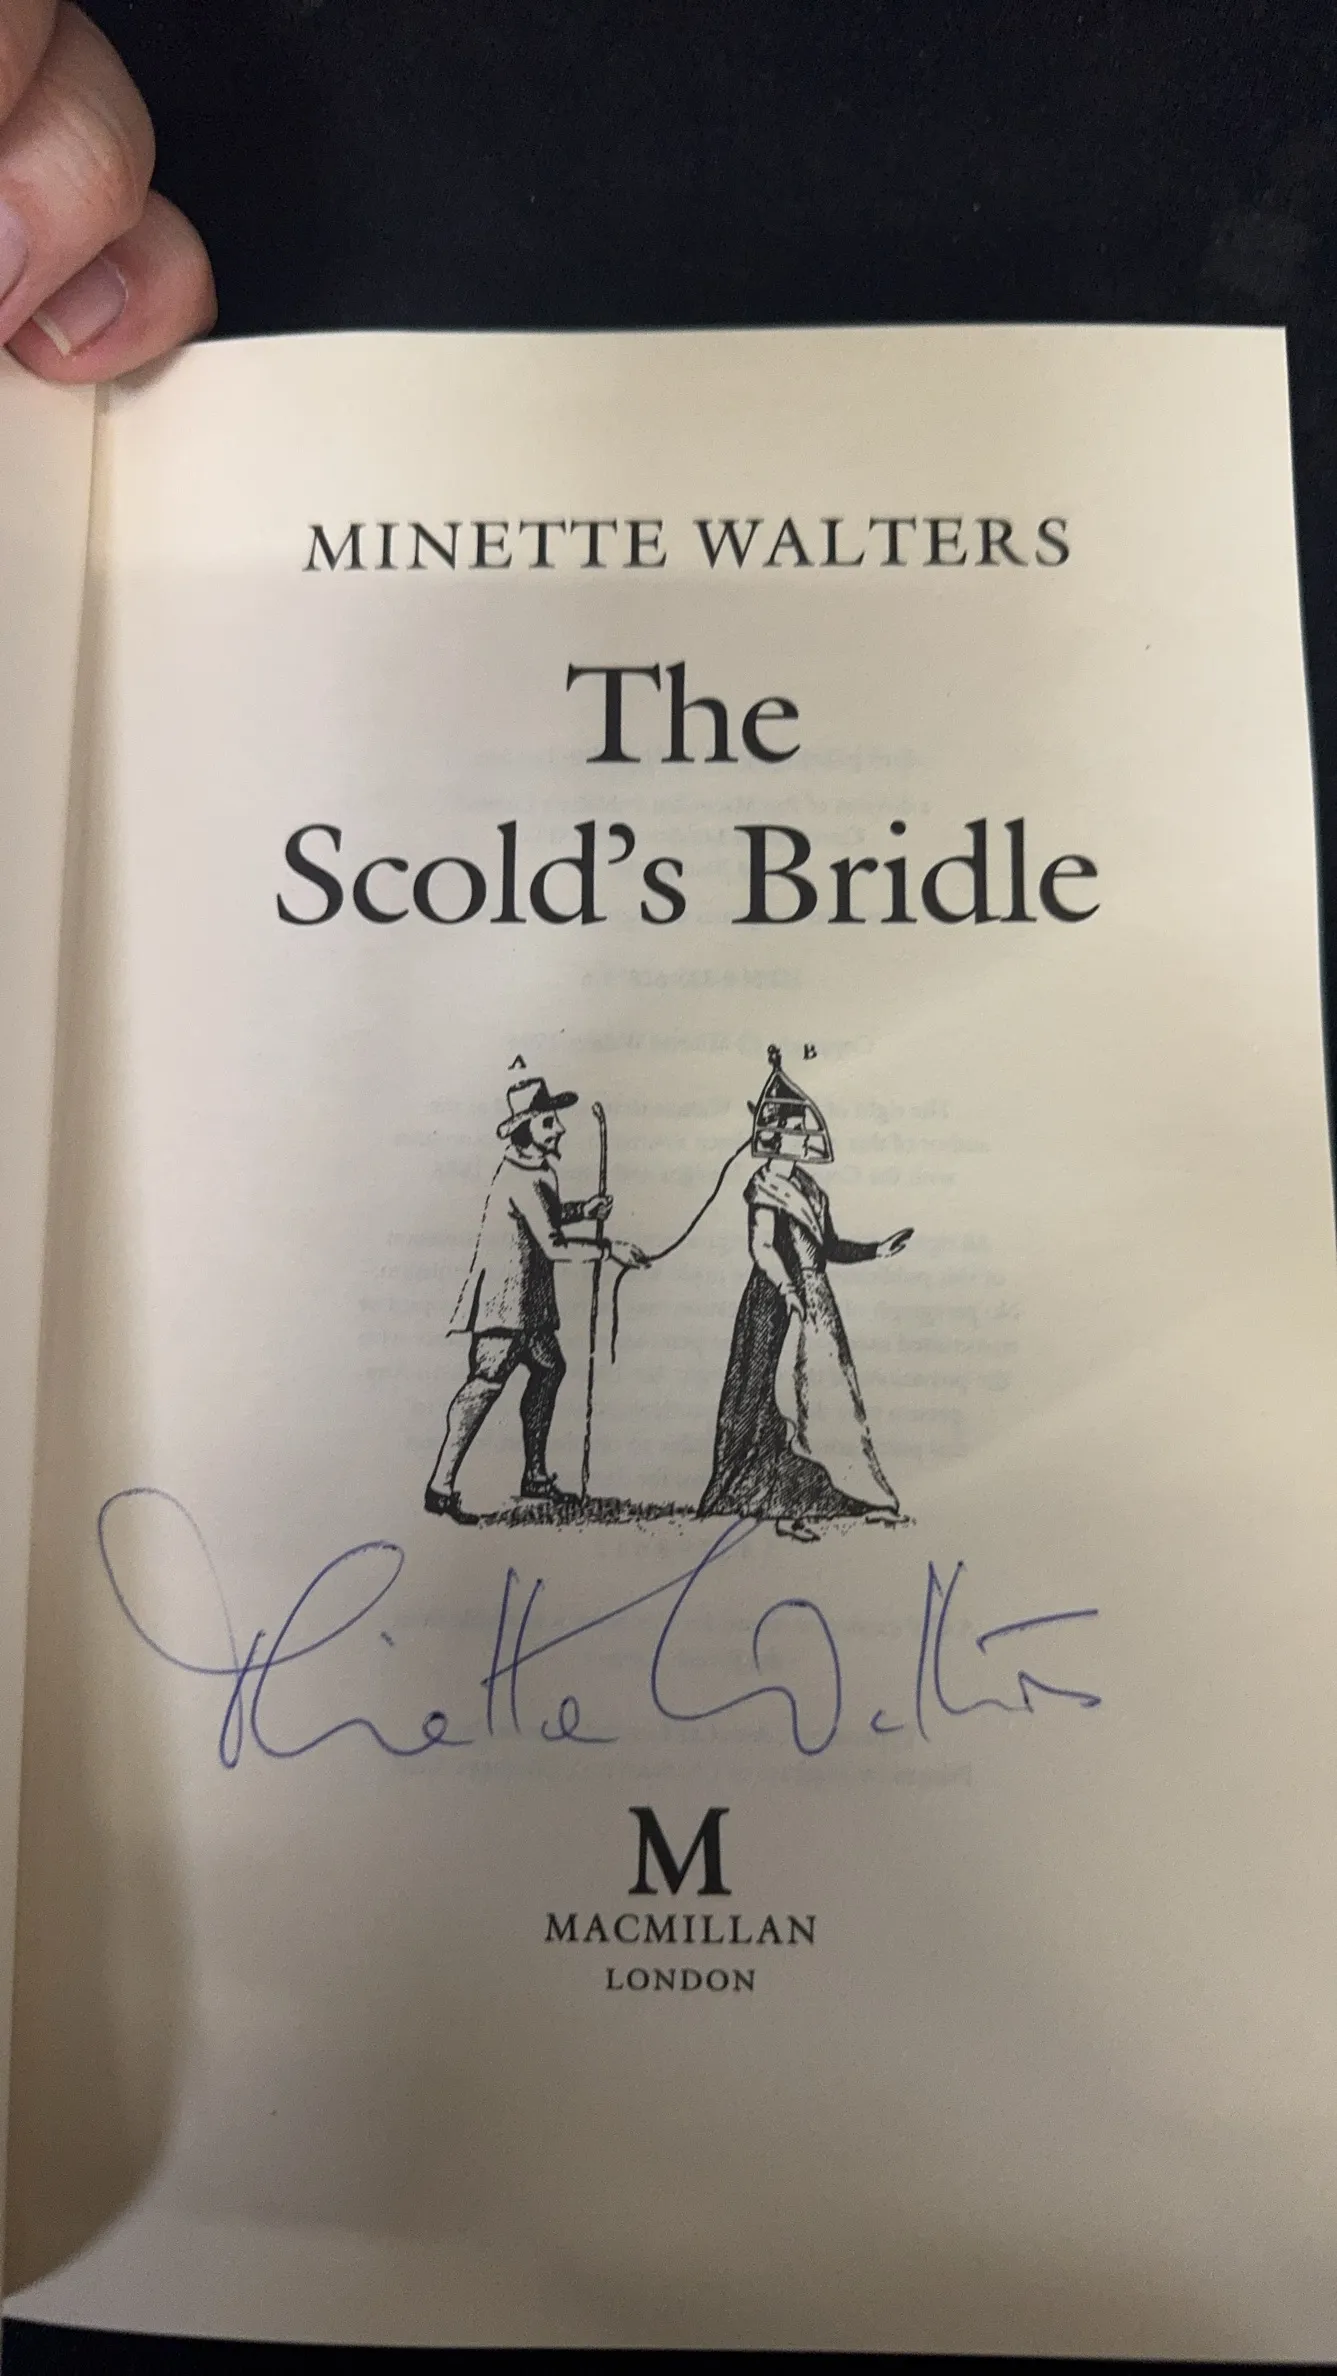 MINETTE WALTERS
The
Scold's Bridle
A B
Minette Walters
M
MACMILLAN
LONDON